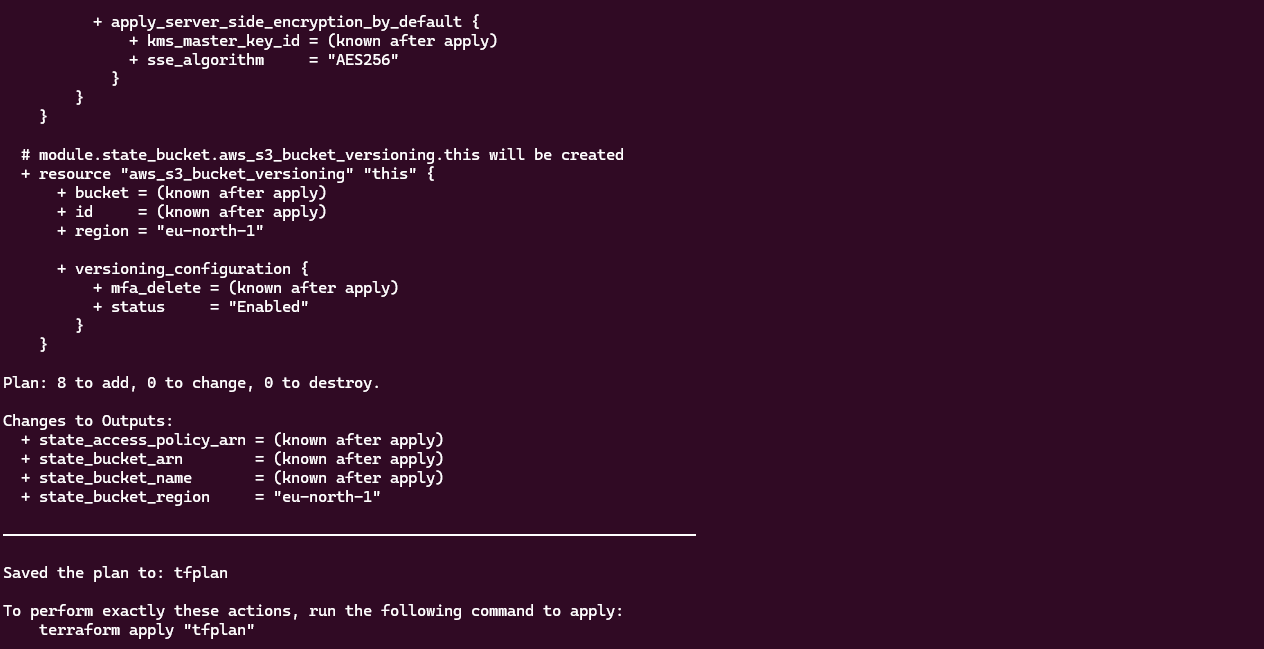 + apply_server_side_encryption_by_default {
              + kms_master_key_id = (known after apply)
              + sse_algorithm     = "AES256"
            }
        }
    }

  # module.state_bucket.aws_s3_bucket_versioning.this will be created
  + resource "aws_s3_bucket_versioning" "this" {
      + bucket = (known after apply)
      + id     = (known after apply)
      + region = "eu-north-1"

      + versioning_configuration {
          + mfa_delete = (known after apply)
          + status     = "Enabled"
        }
    }

Plan: 8 to add, 0 to change, 0 to destroy.

Changes to Outputs:
  + state_access_policy_arn = (known after apply)
  + state_bucket_arn        = (known after apply)
  + state_bucket_name       = (known after apply)
  + state_bucket_region     = "eu-north-1"

Saved the plan to: tfplan

To perform exactly these actions, run the following command to apply:
    terraform apply "tfplan"